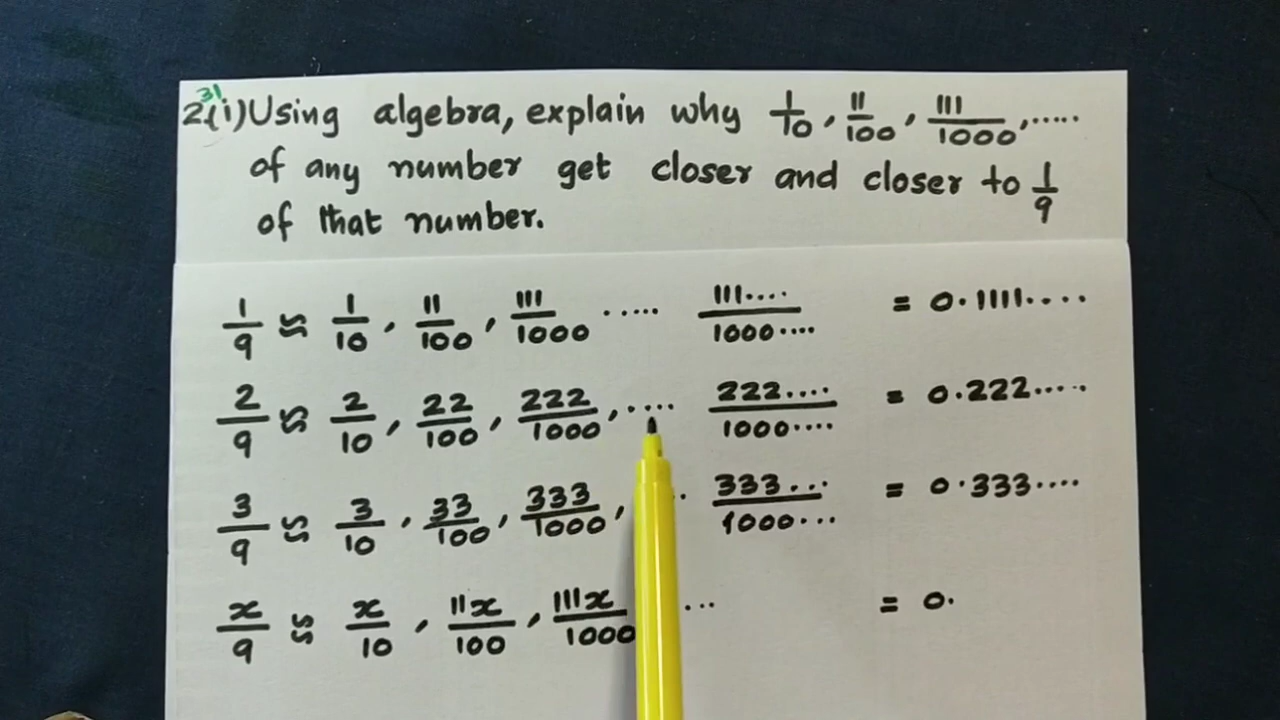 31
2(i) Using algebra, explain why 1/10, 11/100, 111/1000, .....
of any number get closer and closer to 1/9
of that number.
1/9 ≈ 1/10, 11/100, 111/1000 ..... 111..../1000.... = 0.1111....
2/9 ≈ 2/10, 22/100, 222/1000, .... 222..../1000.... = 0.222....
3/9 ≈ 3/10, 33/100, 333/1000, .. 333.../1000... = 0.333....
x/9 ≈ x/10, 11x/100, 111x/1000 ... = 0.